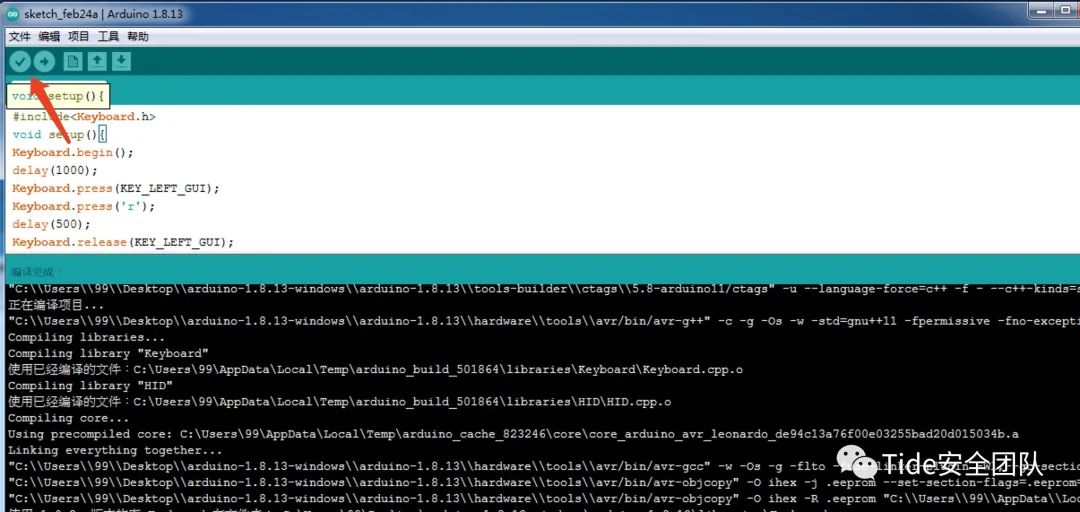 sketch_feb24a | Arduino 1.8.13
文件 编辑 项目 工具 帮助
void setup(){
#include<Keyboard.h>
void setup(){
Keyboard.begin();
delay(1000);
Keyboard.press(KEY_LEFT_GUI);
Keyboard.press('r');
delay(500);
Keyboard.release(KEY_LEFT_GUI);
编译完成。
"C:\\Users\\99\\Desktop\\arduino-1.8.13-windows\\arduino-1.8.13\\tools-builder\\ctags\\5.8-arduino11/ctags" -u --language-force=c++ -f - --c++-kinds=s
正在编译项目...
"C:\\Users\\99\\Desktop\\arduino-1.8.13-windows\\arduino-1.8.13\\hardware\\tools\\avr/bin/avr-g++" -c -g -Os -w -std=gnu++11 -fpermissive -fno-excepti
Compiling libraries...
Compiling library "Keyboard"
使用已经编译的文件：C:\Users\99\AppData\Local\Temp\arduino_build_501864\libraries\Keyboard\Keyboard.cpp.o
Compiling library "HID"
使用已经编译的文件：C:\Users\99\AppData\Local\Temp\arduino_build_501864\libraries\HID\HID.cpp.o
Compiling core...
Using precompiled core: C:\Users\99\AppData\Local\Temp\arduino_cache_823246\core\core_arduino_avr_leonardo_de94c13a76f00e03255bad20d015034b.a
Linking everything together...
"C:\\Users\\99\\Desktop\\arduino-1.8.13-windows\\arduino-1.8.13\\hardware\\tools\\avr/bin/avr-gcc" -w -Os -g -flto
"C:\\Users\\99\\Desktop\\arduino-1.8.13-windows\\arduino-1.8.13\\hardware\\tools\\avr/bin/avr-objcopy" -O ihex -j .eeprom --set-section-flags=.eeprom=
"C:\\Users\\99\\Desktop\\arduino-1.8.13-windows\\arduino-1.8.13\\hardware\\tools\\avr/bin/avr-objcopy" -O ihex -R .eeprom "C:\\Users\\99\\AppData\\Loc
Tide安全团队